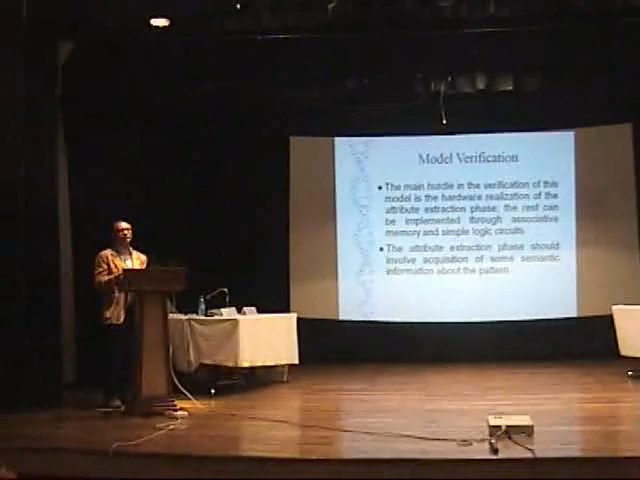 Model Verification
• The main hurdle in the verification of this
model is the hardware realization of the
attribute extraction phase; the rest can
be implemented through associative
memory and simple logic circuits
• The attribute extraction phase should
involve acquisition of some semantic
information about the pattern